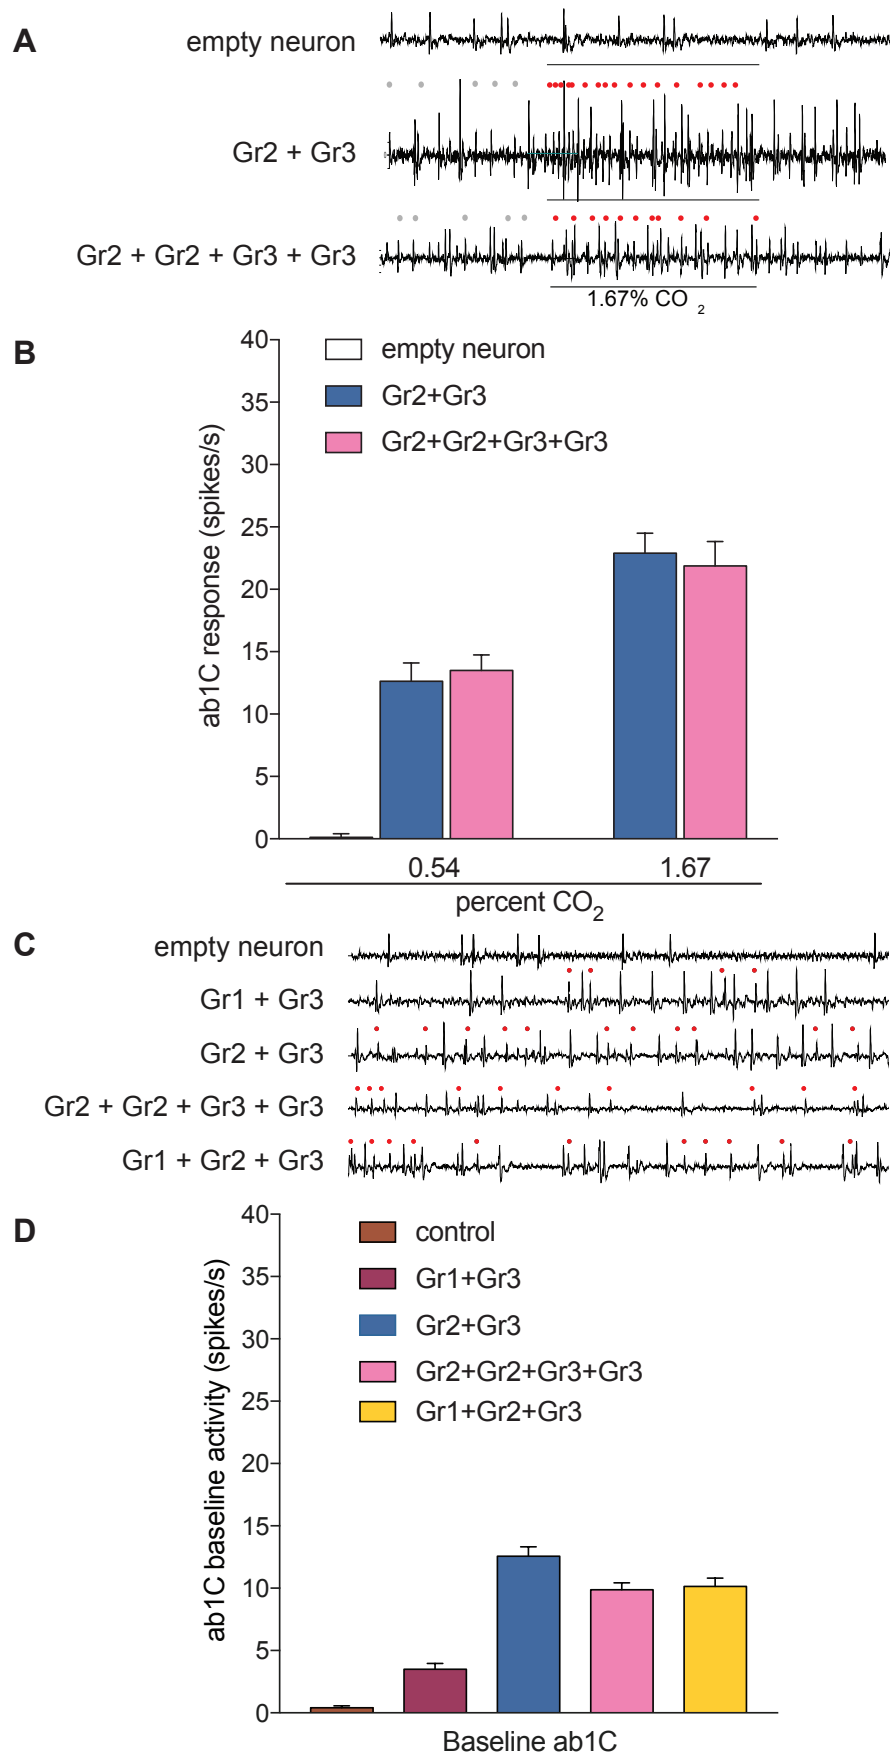 A
empty neuron
Gr2 + Gr3
Gr2 + Gr2 + Gr3 + Gr3
1.67% CO 2
B
40
35
30
25
20
15
10
5
0
ab1C response (spikes/s)
empty neuron
Gr2+Gr3
Gr2+Gr2+Gr3+Gr3
0.54 1.67
percent CO2
C
empty neuron
Gr1 + Gr3
Gr2 + Gr3
Gr2 + Gr2 + Gr3 + Gr3
Gr1 + Gr2 + Gr3
D
40
35
30
25
20
15
10
5
0
ab1C baseline activity (spikes/s)
control
Gr1+Gr3
Gr2+Gr3
Gr2+Gr2+Gr3+Gr3
Gr1+Gr2+Gr3
Baseline ab1C